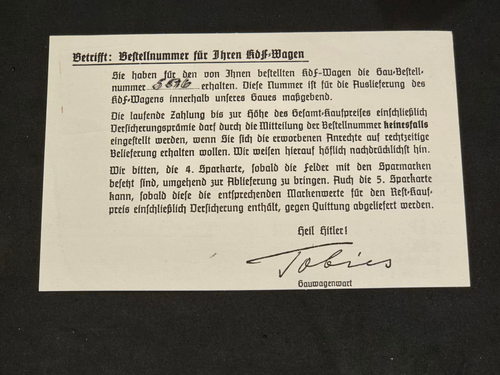 Betrifft: Bestellnummer für Ihren KdF-Wagen
Sie haben für den von Ihnen bestellten KdF-Wagen die Gau-Bestell-
nummer erhalten. Diese Nummer ist für die Auslieferung des
KdF-Wagens innerhalb unseres Gaues maßgebend.
Die laufende Zahlung bis zur Höhe des Gesamt-Kaufpreises einschließlich
Versicherungsprämie darf durch die Mitteilung der Bestellnummer keinesfalls
eingestellt werden, wenn Sie sich die erworbenen Anrechte auf rechtzeitige
Belieferung erhalten wollen. Wir weisen hierauf höflich nachdrücklichst hin.
Wir bitten, die 4. Sparkarte, sobald die Felder mit den Sparmarken
besetzt sind, umgehend zur Ablieferung zu bringen. Auch die 5. Sparkarte
kann, sobald diese die entsprechenden Markenwerte für den Rest-Kauf-
preis einschließlich Versicherung enthält, gegen Quittung abgeliefert werden.
Heil Hitler!
Tobies
Gauwagenwart